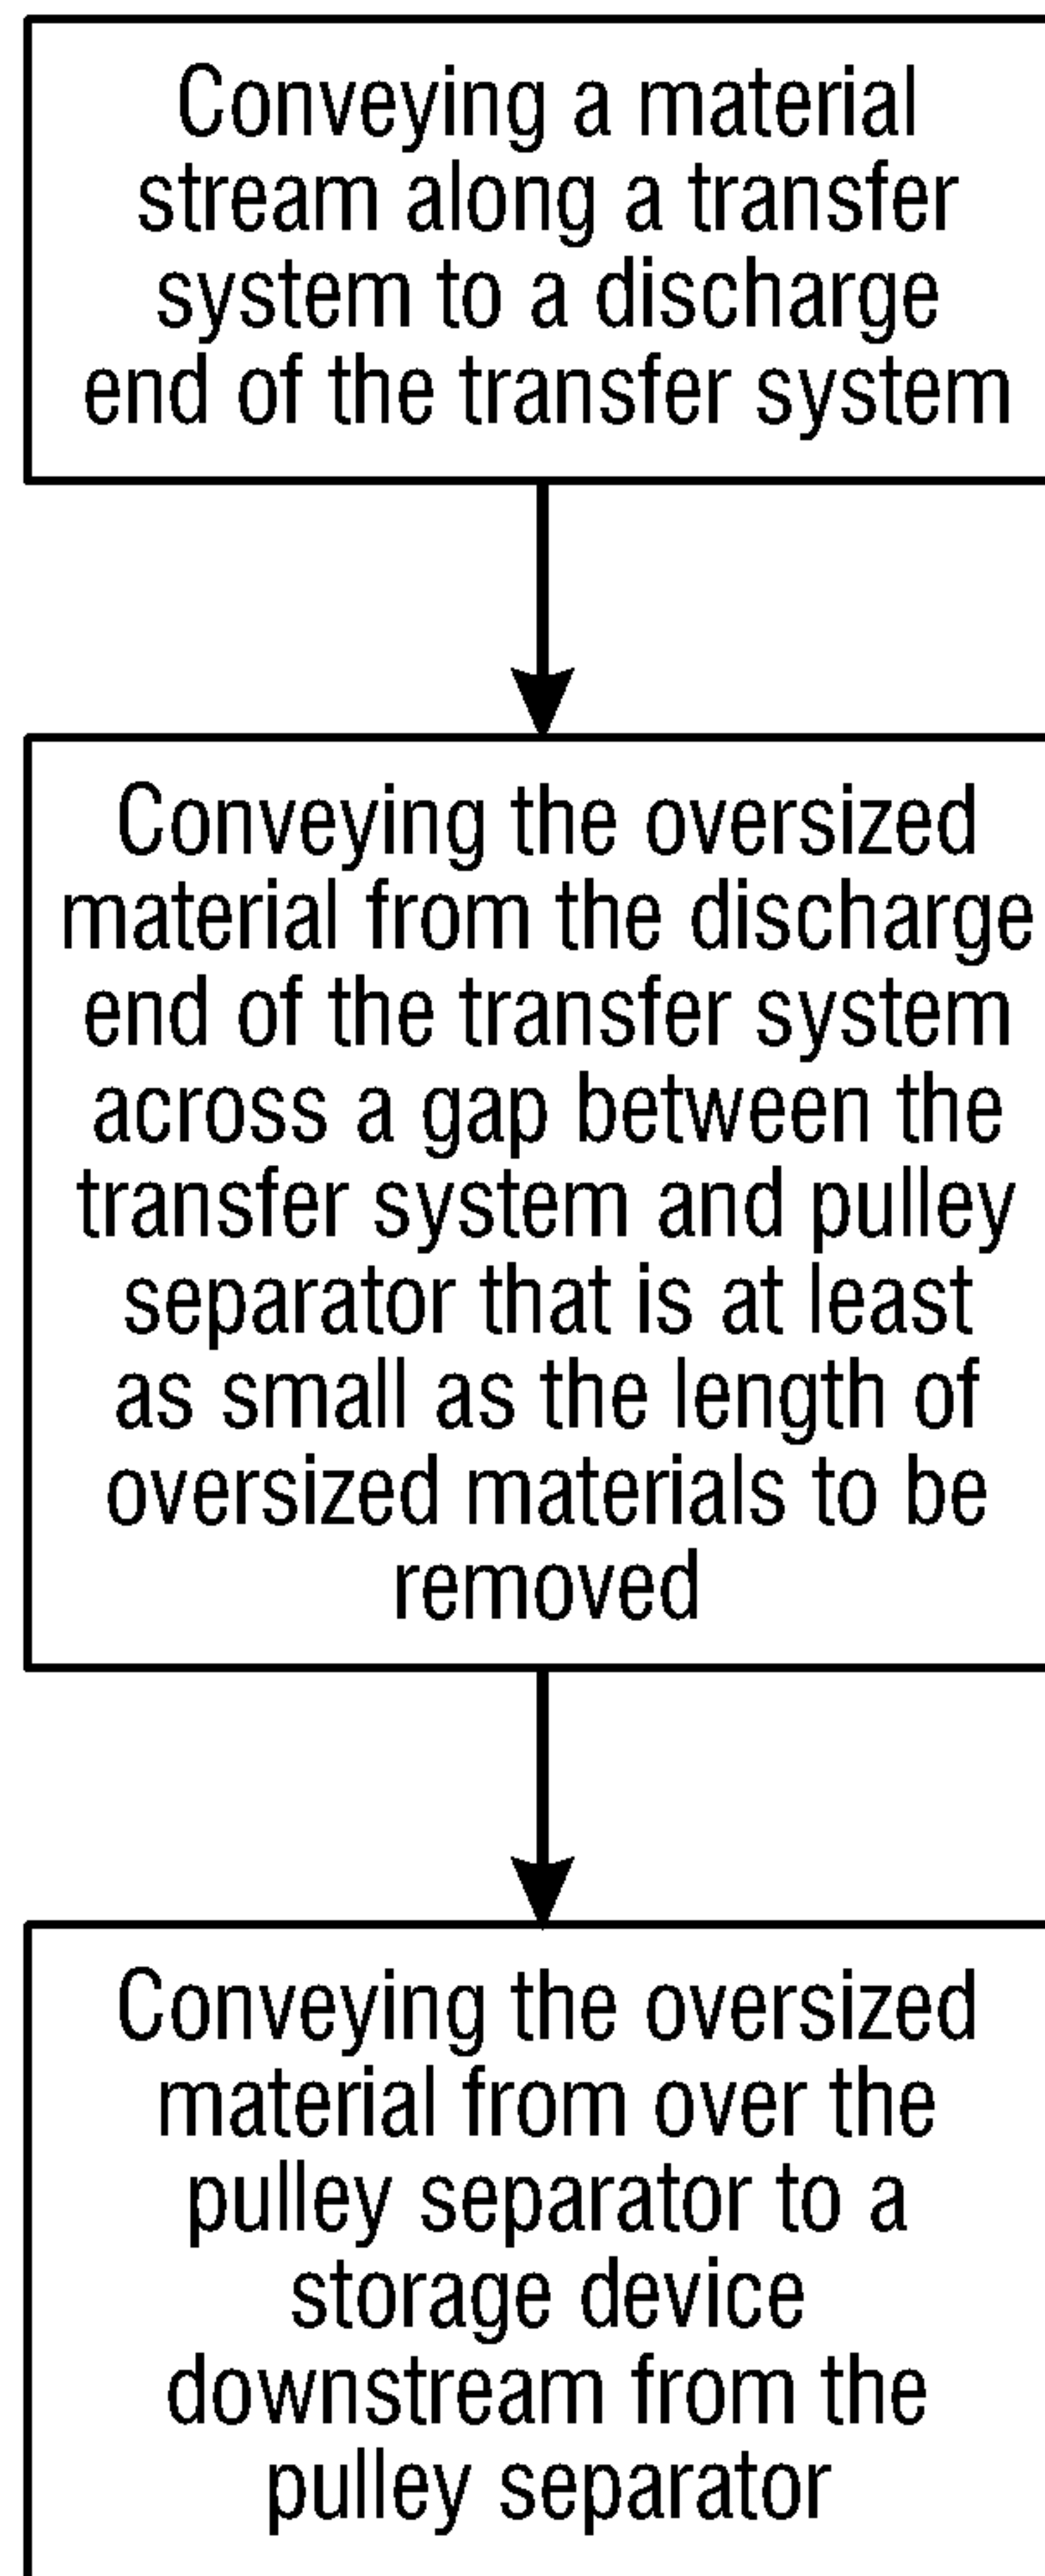 Conveying a material
stream along a transfer
system to a discharge
end of the transfer system
Conveying the oversized
material from the discharge
end of the transfer system
across a gap between the
transfer system and pulley
separator that is at least
as small as the length of
oversized materials to be
removed
Conveying the oversized
material from over the
pulley separator to a
storage device
downstream from the
pulley separator